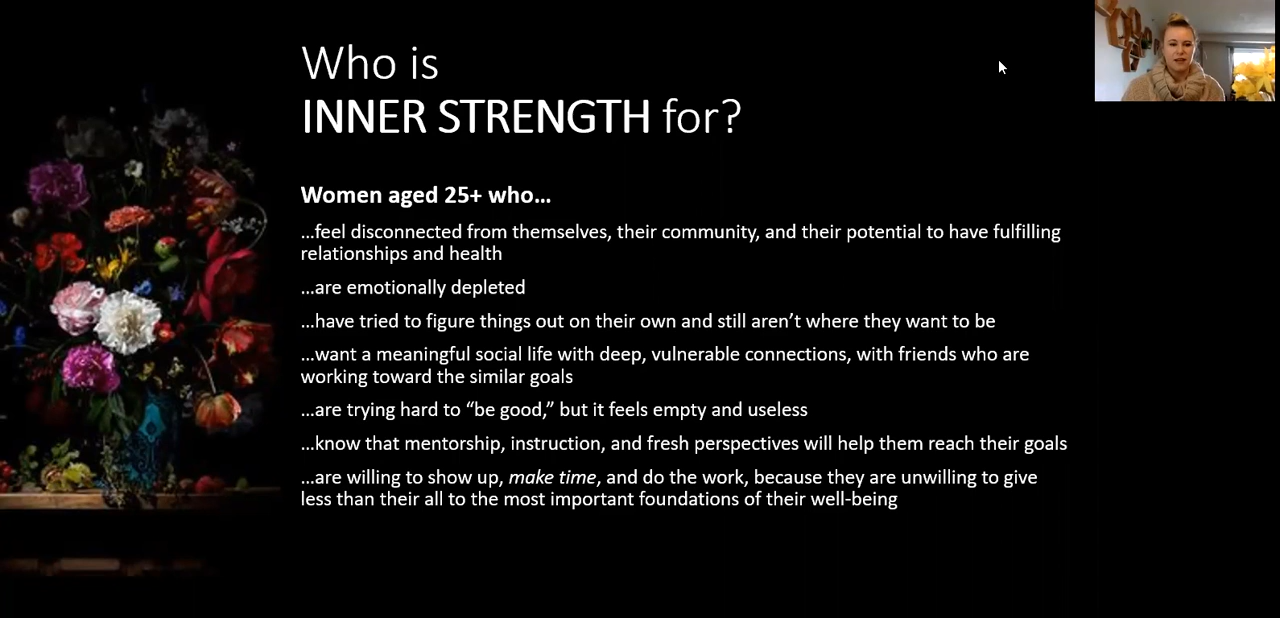 Who is
INNER STRENGTH for?
Women aged 25+ who…
…feel disconnected from themselves, their community, and their potential to have fulfilling
relationships and health
…are emotionally depleted
…have tried to figure things out on their own and still aren’t where they want to be
…want a meaningful social life with deep, vulnerable connections, with friends who are
working toward the similar goals
…are trying hard to “be good,” but it feels empty and useless
…know that mentorship, instruction, and fresh perspectives will help them reach their goals
…are willing to show up, make time, and do the work, because they are unwilling to give
less than their all to the most important foundations of their well-being